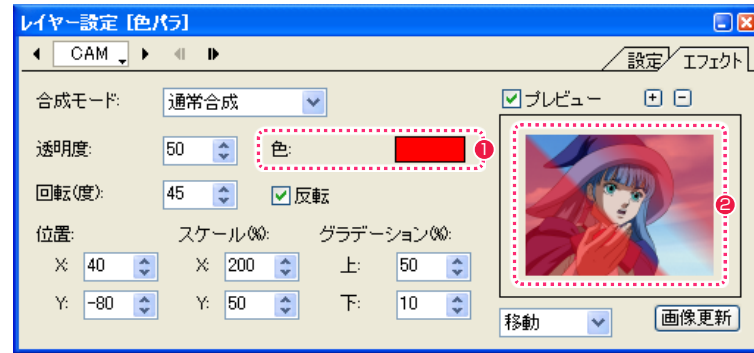 レイヤー設定 [色パラ]
CAM
設定 エフェクト
合成モード: 通常合成
プレビュー
透明度: 50 色: 1
回転(度): 45 反転
2
位置: スケール(%): グラデーション(%):
X: 40 X: 200 上: 50
Y: -80 Y: 50 下: 10
移動 画像更新